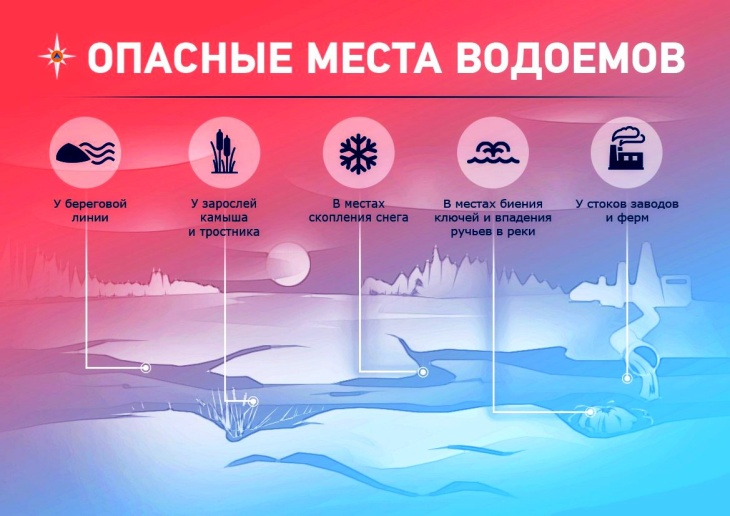 ОПАСНЫЕ МЕСТА ВОДОЕМОВ
У береговой
линии
У зарослей
камыша
и тростника
В местах
скопления снега
В местах биения
ключей и впадения
ручьев в реки
У стоков заводов
и ферм